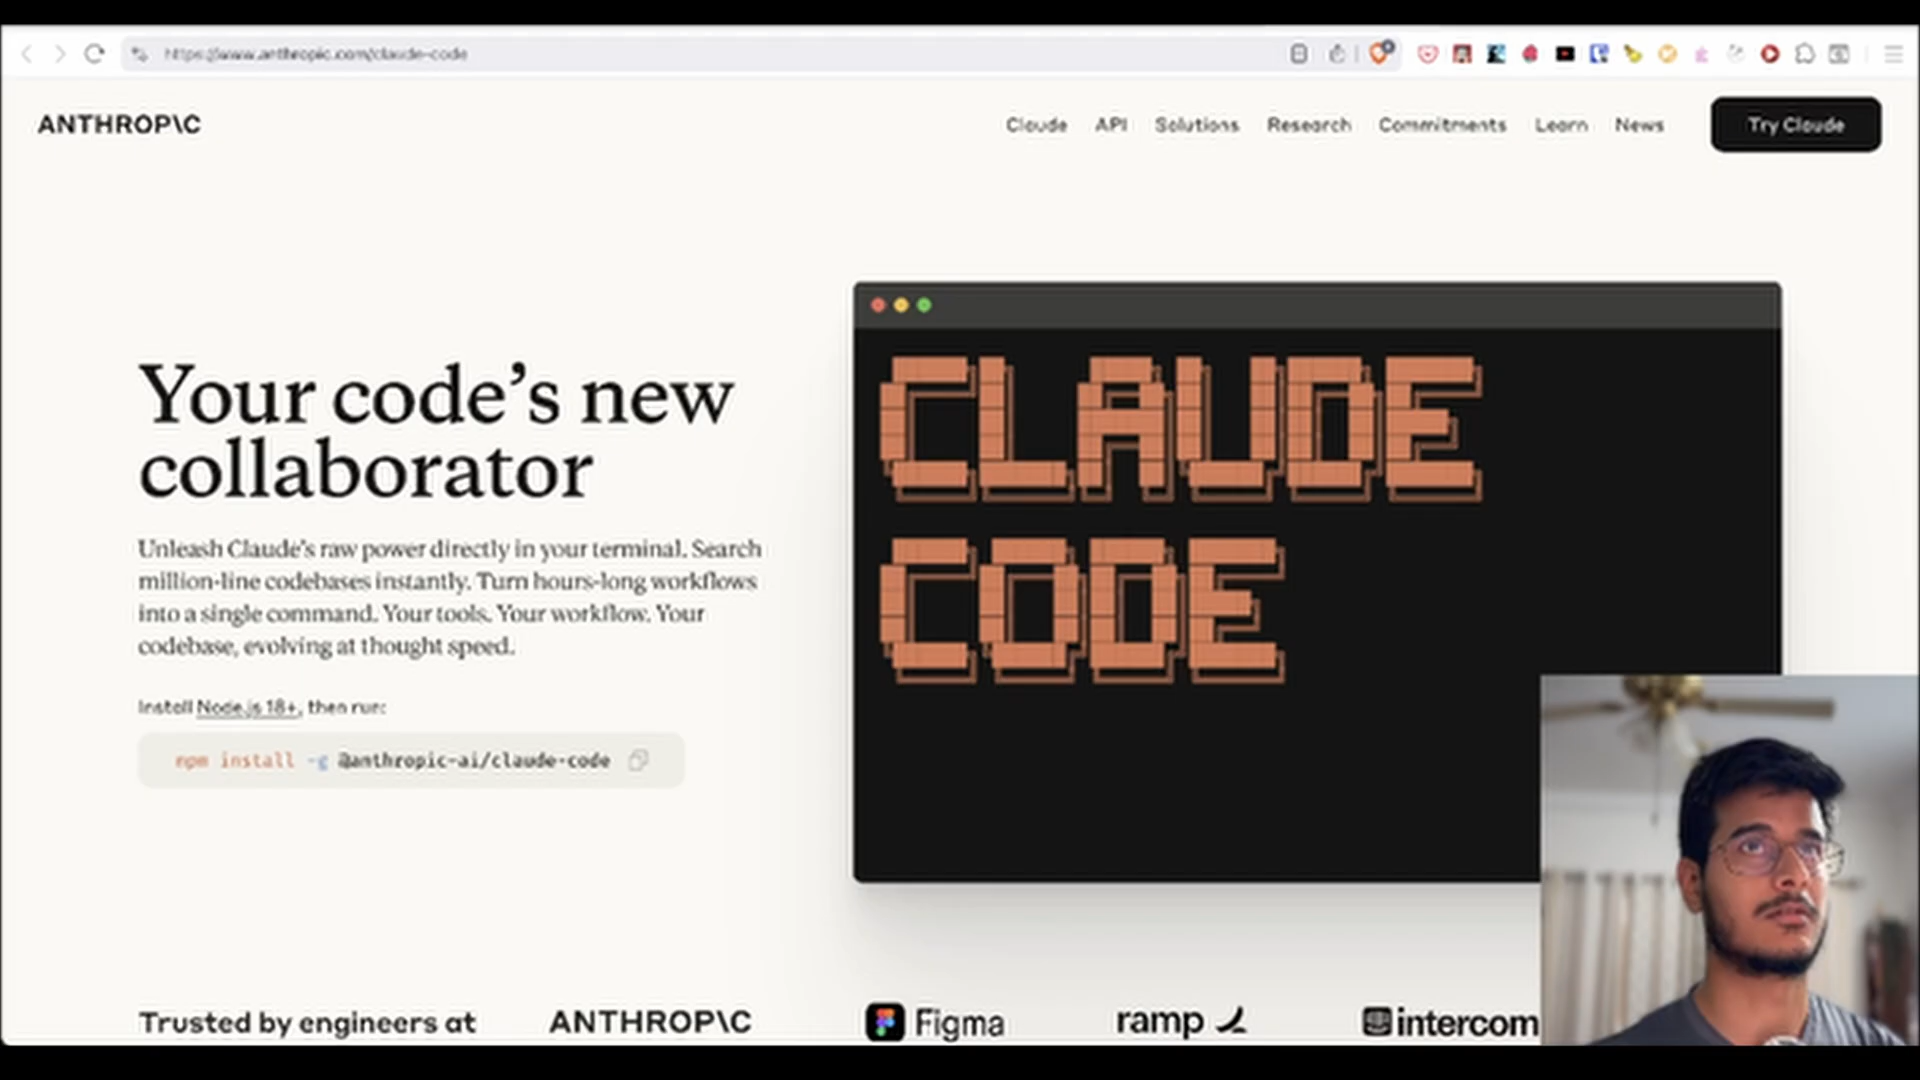 https://www.anthropic.com/claude-code
ANTHROP\C
Claude API Solutions Research Commitments Learn News Try Claude
Your code’s new
collaborator
Unleash Claude’s raw power directly in your terminal. Search
million-line codebases instantly. Turn hours-long workflows
into a single command. Your tools. Your workflow. Your
codebase, evolving at thought speed.
Install Node.js 18+, then run:
npm install -g @anthropic-ai/claude-code
CLAUDE
CODE
Trusted by engineers at ANTHROP\C Figma ramp intercom